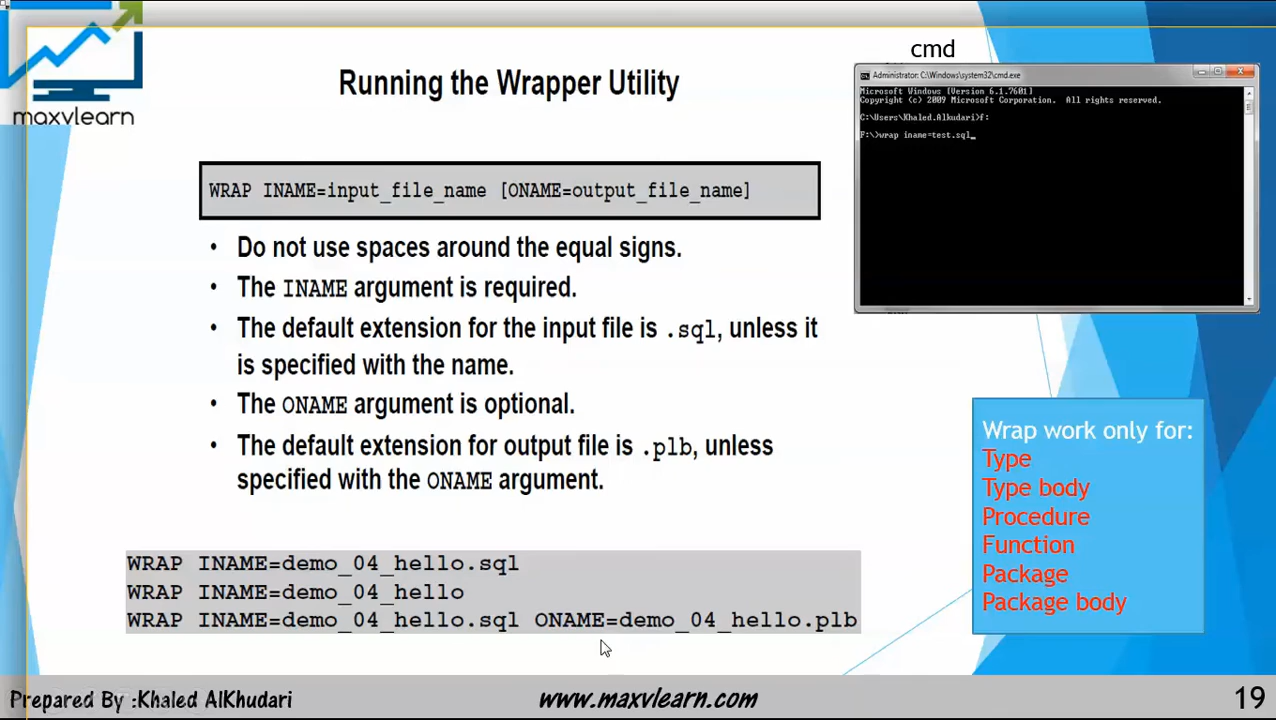 maxvlearn
Running the Wrapper Utility
cmd
Administrator: C:\Windows\system32\cmd.exe
Microsoft Windows [Version 6.1.7601]
Copyright (c) 2009 Microsoft Corporation. All rights reserved.
C:\Users\Khaled.Alkudari>f:
F:\>wrap iname=test.sql_
WRAP INAME=input_file_name [ONAME=output_file_name]
• Do not use spaces around the equal signs.
• The INAME argument is required.
• The default extension for the input file is .sql, unless it
is specified with the name.
• The ONAME argument is optional.
• The default extension for output file is .plb, unless
specified with the ONAME argument.
Wrap work only for:
Type
Type body
Procedure
Function
Package
Package body
WRAP INAME=demo_04_hello.sql
WRAP INAME=demo_04_hello
WRAP INAME=demo_04_hello.sql ONAME=demo_04_hello.plb
Prepared By :Khaled AlKhudari
www.maxvlearn.com
19